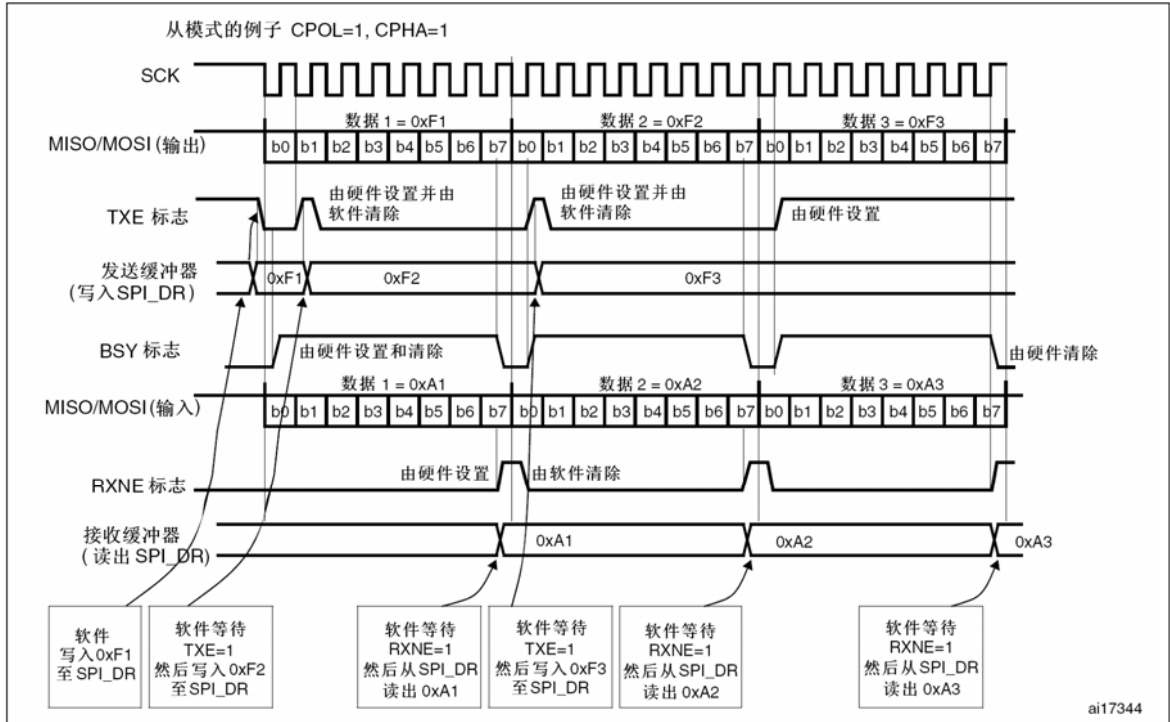 从模式的例子 CPOL=1, CPHA=1
SCK
数据 1 = 0xF1
数据 2 = 0xF2
数据 3 = 0xF3
MISO/MOSI (输出)
b0 b1 b2 b3 b4 b5 b6 b7 b0 b1 b2 b3 b4 b5 b6 b7 b0 b1 b2 b3 b4 b5 b6 b7
TXE 标志
由硬件设置并由
软件清除
由硬件设置并由
软件清除
由硬件设置
发送缓冲器
(写入SPI_DR)
0xF1
0xF2
0xF3
BSY 标志
由硬件设置和清除
由硬件清除
数据 1 = 0xA1
数据 2 = 0xA2
数据 3 = 0xA3
MISO/MOSI (输入)
b0 b1 b2 b3 b4 b5 b6 b7 b0 b1 b2 b3 b4 b5 b6 b7 b0 b1 b2 b3 b4 b5 b6 b7
RXNE 标志
由硬件设置
由软件清除
接收缓冲器
(读出 SPI_DR)
0xA1
0xA2
0xA3
软件
写入0xF1
至SPI_DR
软件等待
TXE=1
然后写入0xF2
至SPI_DR
软件等待
RXNE=1
然后从SPI_DR
读出 0xA1
软件等待
TXE=1
然后写入0xF3
至SPI_DR
软件等待
RXNE=1
然后从SPI_DR
读出 0xA2
软件等待
RXNE=1
然后从SPI_DR
读出 0xA3
ai17344